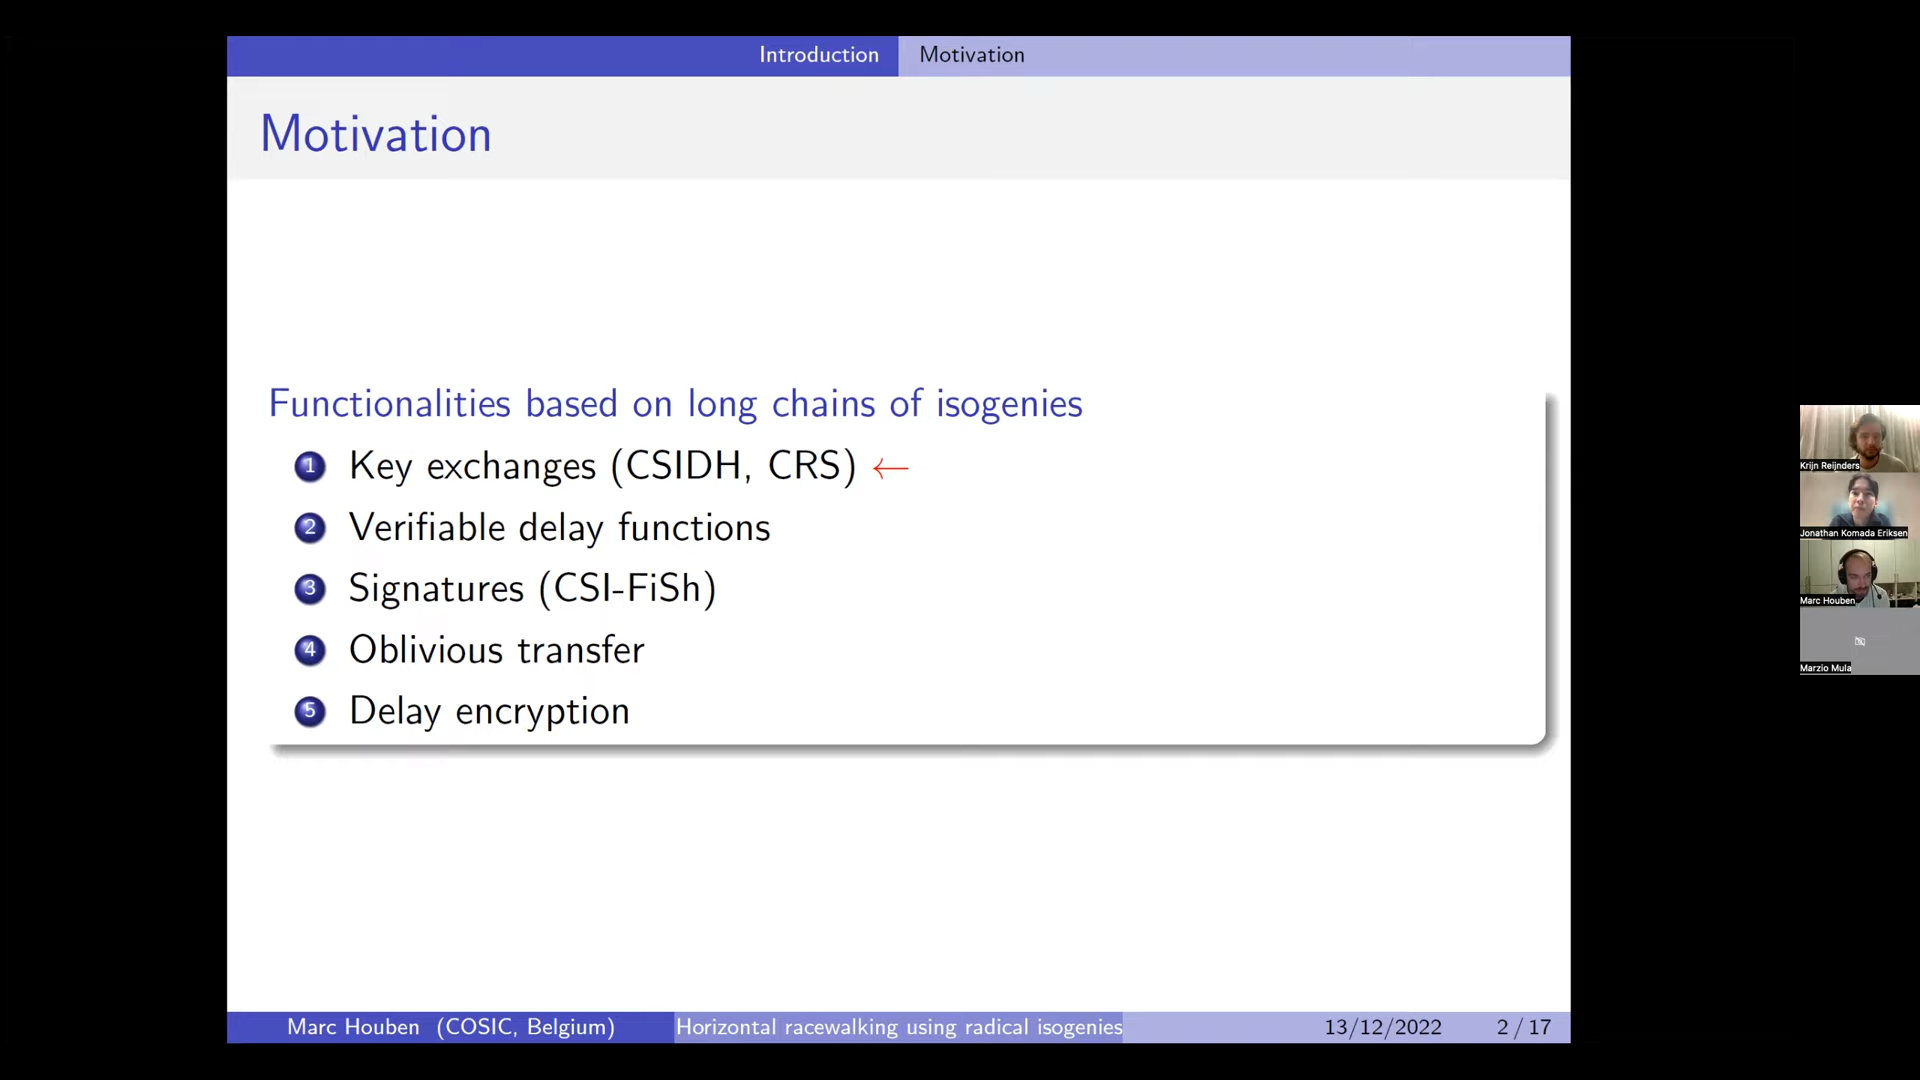 Introduction Motivation
Motivation
Functionalities based on long chains of isogenies
1 Key exchanges (CSIDH, CRS) ←
2 Verifiable delay functions
3 Signatures (CSI-FiSh)
4 Oblivious transfer
5 Delay encryption
Marc Houben (COSIC, Belgium) Horizontal racewalking using radical isogenies 13/12/2022 2 / 17
Krijn Reijnders
Jonathan Komada Eriksen
Marc Houben
Marzio Mula